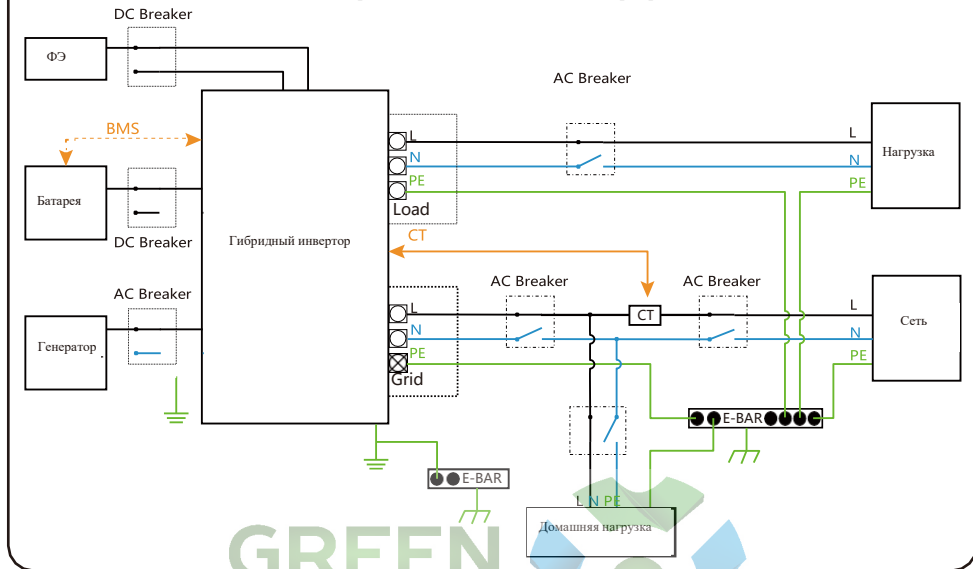 DC Breaker
ФЭ
AC Breaker
BMS
L
N
PE
Load
L
N
PE
Нагрузка
Батарея
DC Breaker
Гибридный инвертор
CT
AC Breaker
AC Breaker
AC Breaker
Генератор
L
N
PE
Grid
CT
L
N
PE
Сеть
E-BAR
E-BAR
L N PE
Домашняя нагрузка
GREEN